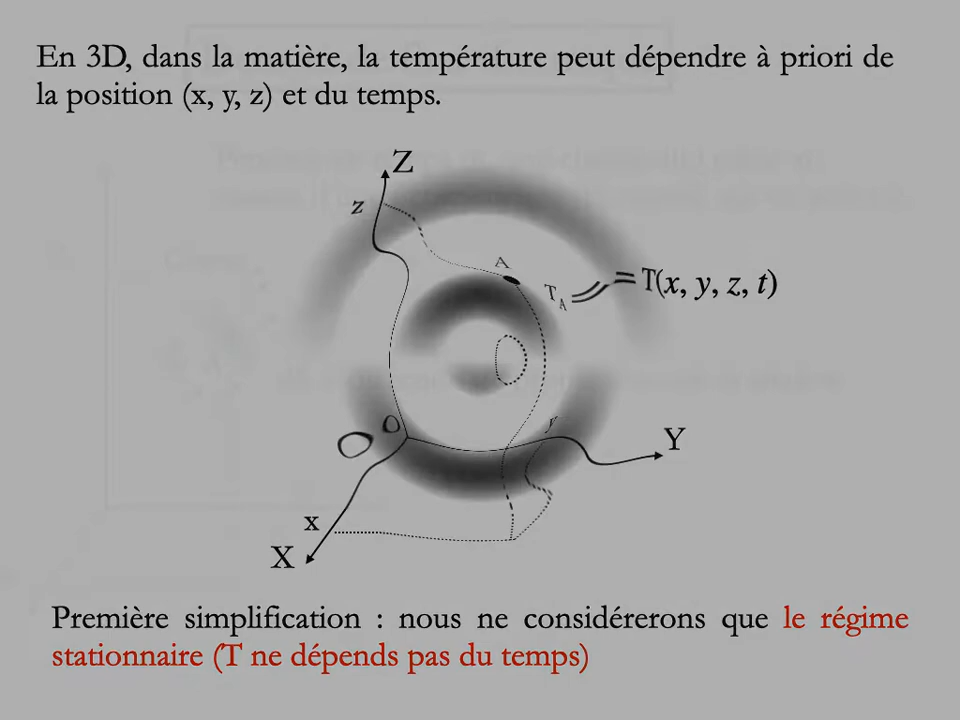 En 3D, dans la matière, la température peut dépendre à priori de
la position (x, y, z) et du temps.
Z
z
A
T_A = T(x, y, z, t)
O
y
Y
x
X
Première simplification : nous ne considérerons que le régime
stationnaire (T ne dépends pas du temps)